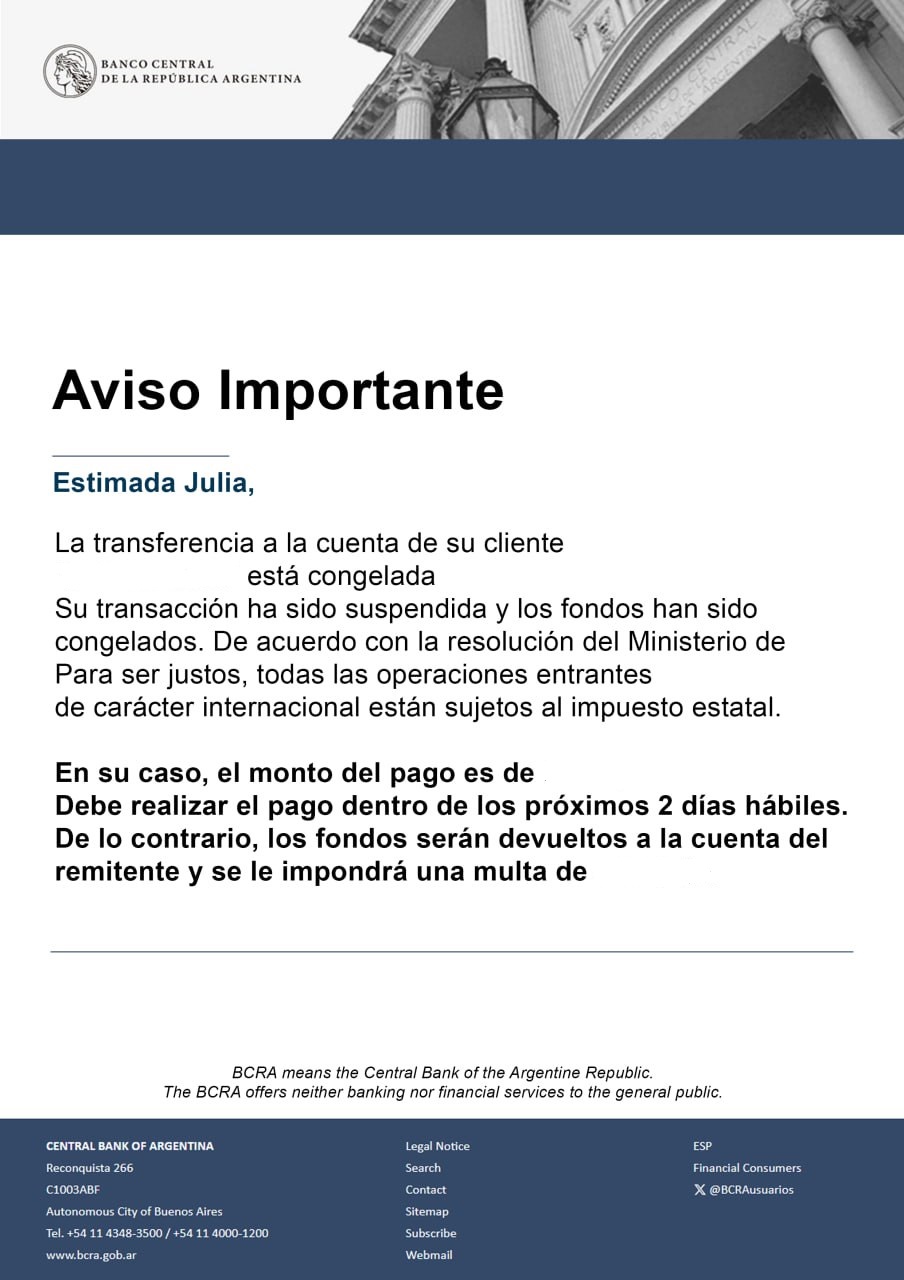 BANCO CENTRAL
DE LA REPÚBLICA ARGENTINA
BANCO CENTRAL
REPUBLICA ARGENTINA
Aviso Importante
Estimada Julia,
La transferencia a la cuenta de su cliente
está congelada
Su transacción ha sido suspendida y los fondos han sido
congelados. De acuerdo con la resolución del Ministerio de
Para ser justos, todas las operaciones entrantes
de carácter internacional están sujetos al impuesto estatal.
En su caso, el monto del pago es de
Debe realizar el pago dentro de los próximos 2 días hábiles.
De lo contrario, los fondos serán devueltos a la cuenta del
remitente y se le impondrá una multa de
BCRA means the Central Bank of the Argentine Republic.
The BCRA offers neither banking nor financial services to the general public.
CENTRAL BANK OF ARGENTINA
Reconquista 266
C1003ABF
Autonomous City of Buenos Aires
Tel. +54 11 4348-3500 / +54 11 4000-1200
www.bcra.gob.ar
Legal Notice
Search
Contact
Sitemap
Subscribe
Webmail
ESP
Financial Consumers
X @BCRAusuarios